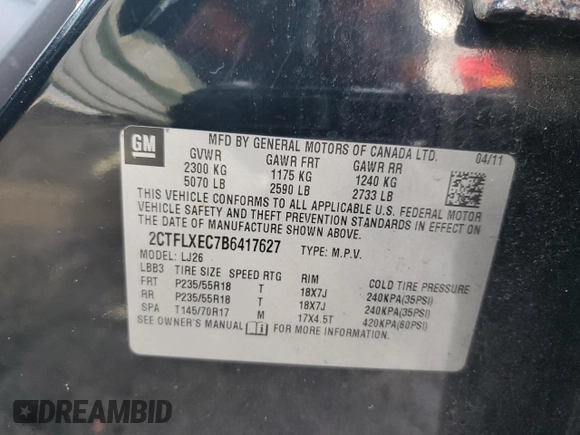 GM
MFD BY GENERAL MOTORS OF CANADA LTD. 04/11
GVWR GAWR FRT GAWR RR
2300 KG 1175 KG 1240 KG
5070 LB 2590 LB 2733 LB
THIS VEHICLE CONFORMS TO ALL APPLICABLE U.S. FEDERAL MOTOR
VEHICLE SAFETY AND THEFT PREVENTION STANDARDS IN EFFECT ON
THE DATE OF MANUFACTURE SHOWN ABOVE.
2CTFLXEC7B6417627 TYPE: M.P.V.
MODEL: LJ26
LBB3 TIRE SIZE SPEED RTG RIM COLD TIRE PRESSURE
FRT P235/55R18 T 18X7J 240KPA(35PSI)
RR P235/55R18 T 18X7J 240KPA(35PSI)
SPA T145/70R17 M 17X4.5T 420KPA(60PSI)
SEE OWNER'S MANUAL FOR MORE INFORMATION.
DREAMBID